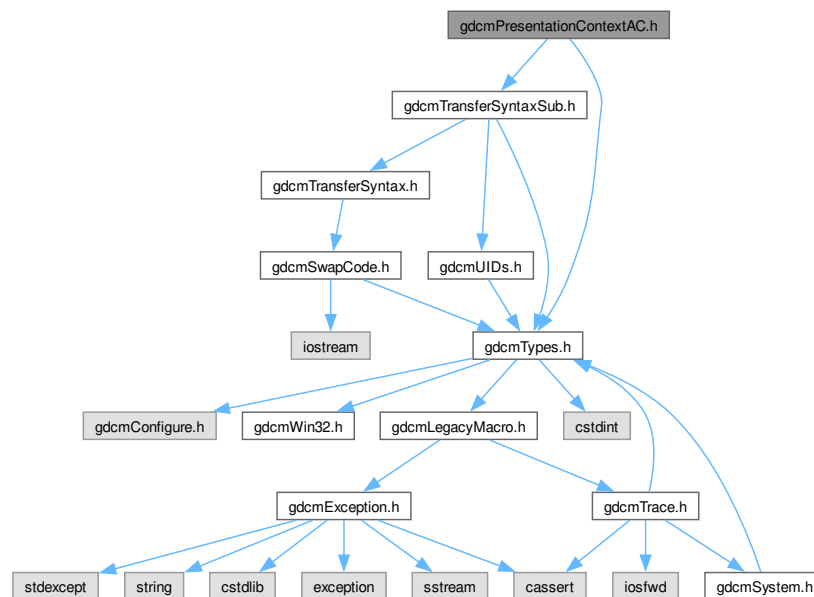 gdcmPresentationContextAC.h
gdcmTransferSyntaxSub.h
gdcmTransferSyntax.h
gdcmSwapCode.h
gdcmUIDs.h
iostream
gdcmTypes.h
gdcmConfigure.h
gdcmWin32.h
gdcmLegacyMacro.h
cstdint
gdcmException.h
gdcmTrace.h
stdexcept
string
cstdlib
exception
sstream
cassert
iosfwd
gdcmSystem.h